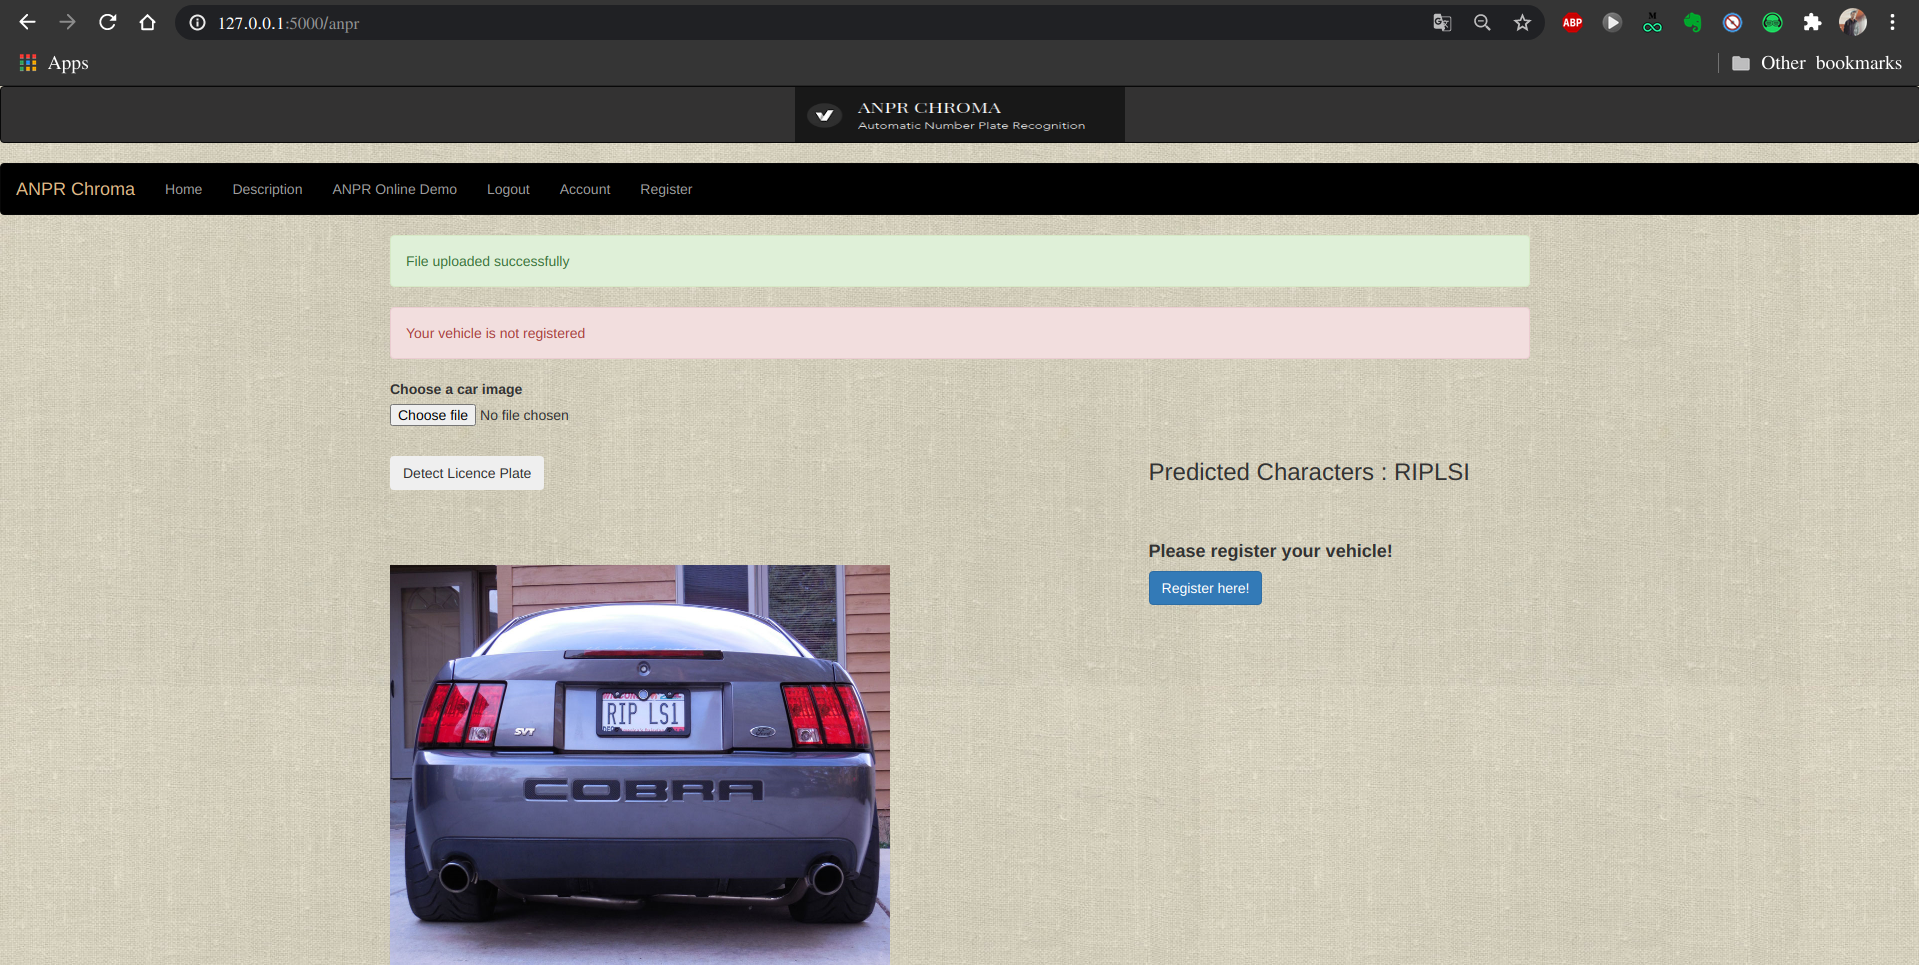 127.0.0.1:5000/anpr
ABP
M
Apps
Other bookmarks
ANPR CHROMA
Automatic Number Plate Recognition
ANPR Chroma Home Description ANPR Online Demo Logout Account Register
File uploaded successfully
Your vehicle is not registered
Choose a car image
Choose file No file chosen
Detect Licence Plate
Predicted Characters : RIPLSI
Please register your vehicle!
Register here!
RIP LS1
SVT
Ford
COBRA